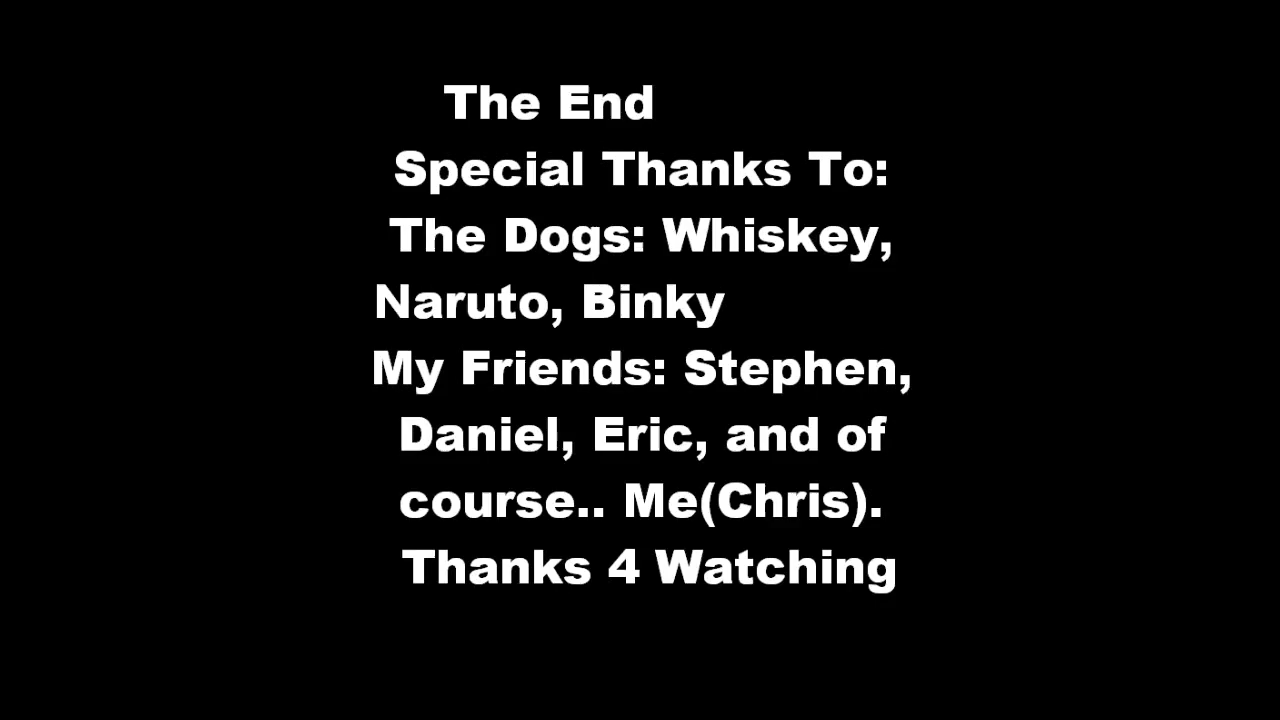 The End
Special Thanks To:
The Dogs: Whiskey,
Naruto, Binky
My Friends: Stephen,
Daniel, Eric, and of
course.. Me(Chris).
Thanks 4 Watching